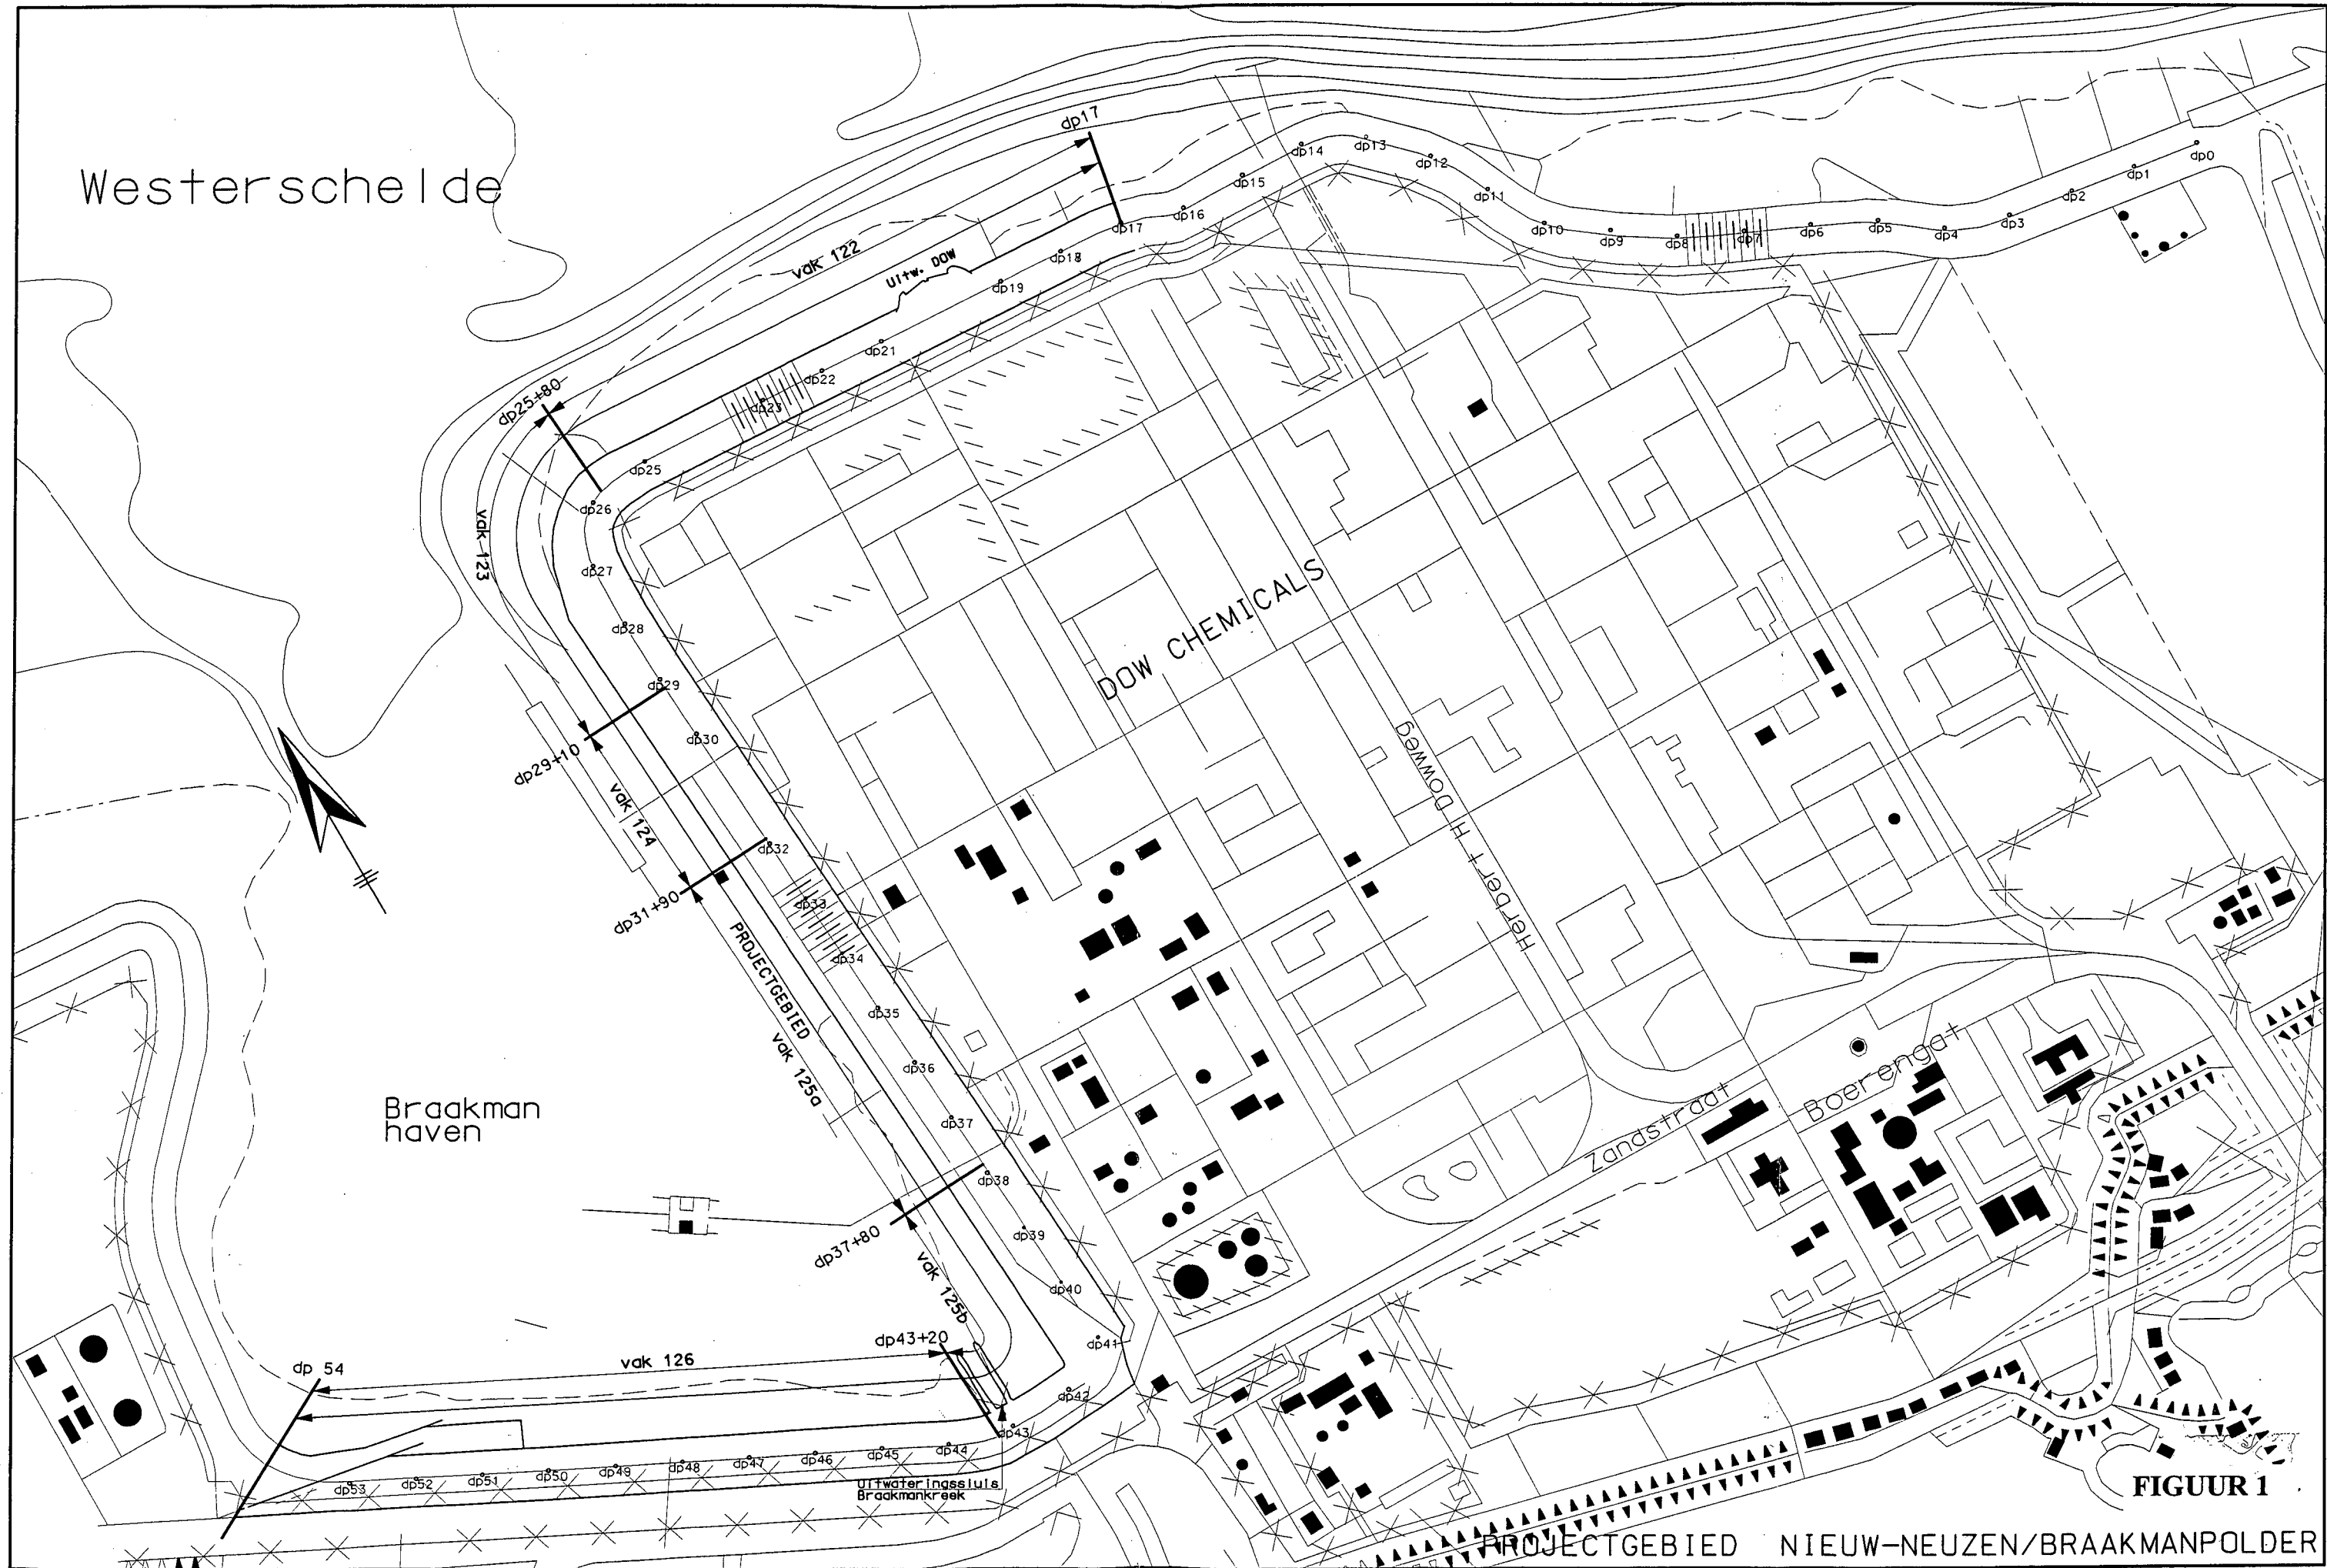 Westerschelde
dp17
dp14
dp13
dp12
dp0
dp1
dp15
dp11
dp2
dp16
dp17
dp10
dp9
dp8
dp7
dp6
dp5
dp4
dp3
vak 122
Uitw. DOW
dp18
dp19
dp21
dp22
dp23
dp25+80
dp25
dp26
vak 123
dp27
dp28
DOW CHEMICALS
dp29
dp30
dp29+10
vak 124
Herbert H Dowweg
dp32
dp31+90
dp33
PROJECTGEBIED
dp34
dp35
vak 125a
dp36
Braakman
haven
dp37
Zandstraat
Boerengat
dp38
dp37+80
dp39
vak 125b
dp40
dp43+20
dp41
dp 54
vak 126
dp42
dp43
dp53
dp52
dp51
dp50
dp49
dp48
dp47
dp46
dp45
dp44
Uitwateringssluis
Braakmankreek
FIGUUR 1
PROJECTGEBIED NIEUW-NEUZEN/BRAAKMANPOLDER